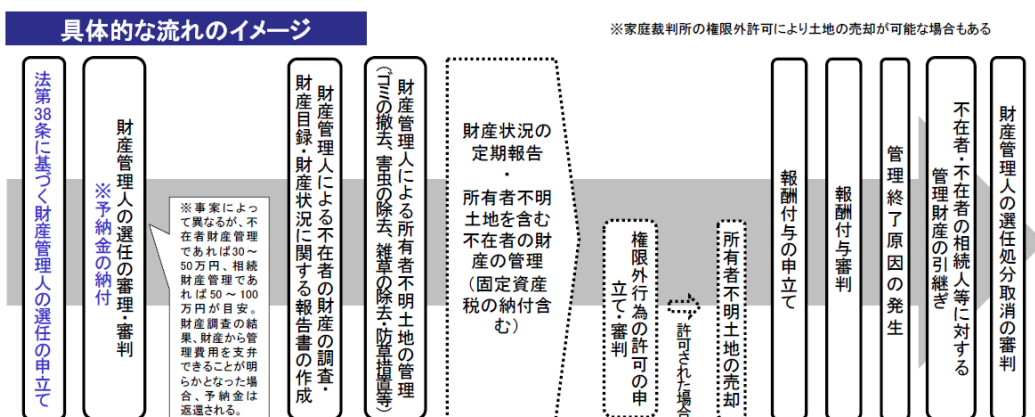 具体的な流れのイメージ
※家庭裁判所の権限外許可により土地の売却が可能な場合もある
法第38条に基づく財産管理人の選任の申立て
財産管理人の選任の審理・審判
※予納金の納付
※事案によっ
て異なるが、不
在者財産管理
であれば30～
50万円、相続
財産管理であ
れば50～100
万円が目安。
財産調査の結
果、財産から管
理費用を支弁
できることが明
らかとなった場
合、予納金は
返還される。
財産管理人による不在者の財産の調査・
財産目録・財産状況に関する報告書の作成
財産管理人による所有者不明土地の管理
（ゴミの撤去、害虫の除去、雑草の除去・防草措置等）
財産状況の
定期報告
・
所有者不明
土地を含む
不在者の財
産の管理
（固定資産
税の納付含
む）
権限外行為の許可の申
立て・審判
許可された場合
所有者不明土地の売却
報酬付与の申立て
報酬付与審判
管理終了原因の発生
不在者・不在者の相続人等に対する
管理財産の引継ぎ
財産管理人の選任処分取消の審判